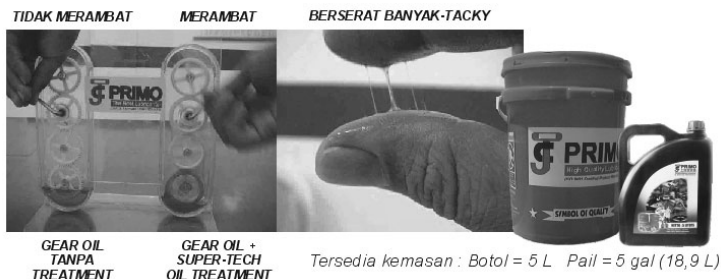 TIDAK MERAMBAT
MERAMBAT
BERSERAT BANYAK-TACKY
PRIMO
PRIMO
High Quality Lubricant
SYMBOL OF QUALITY
PRIMO
GEAR OIL
TANPA
TREATMENT
GEAR OIL +
SUPER-TECH
OIL TREATMENT
Tersedia kemasan : Botol = 5 L Pail = 5 gal (18,9 L)